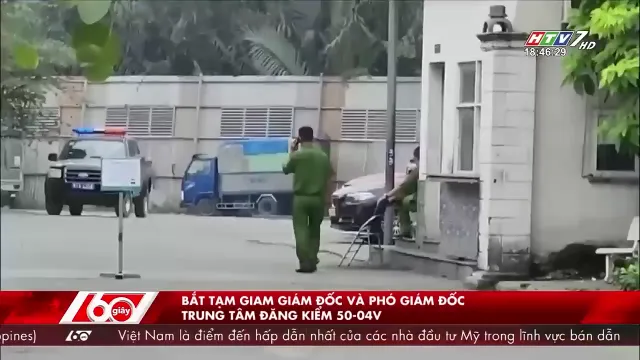 HTV7 HD
18:46:29
60 giây
BẮT TẠM GIAM GIÁM ĐỐC VÀ PHÓ GIÁM ĐỐC
TRUNG TÂM ĐĂNG KIỂM 50-04V
pines) 60giây Việt Nam là điểm đến hấp dẫn nhất của các nhà đầu tư Mỹ trong lĩnh vực bán dẫn